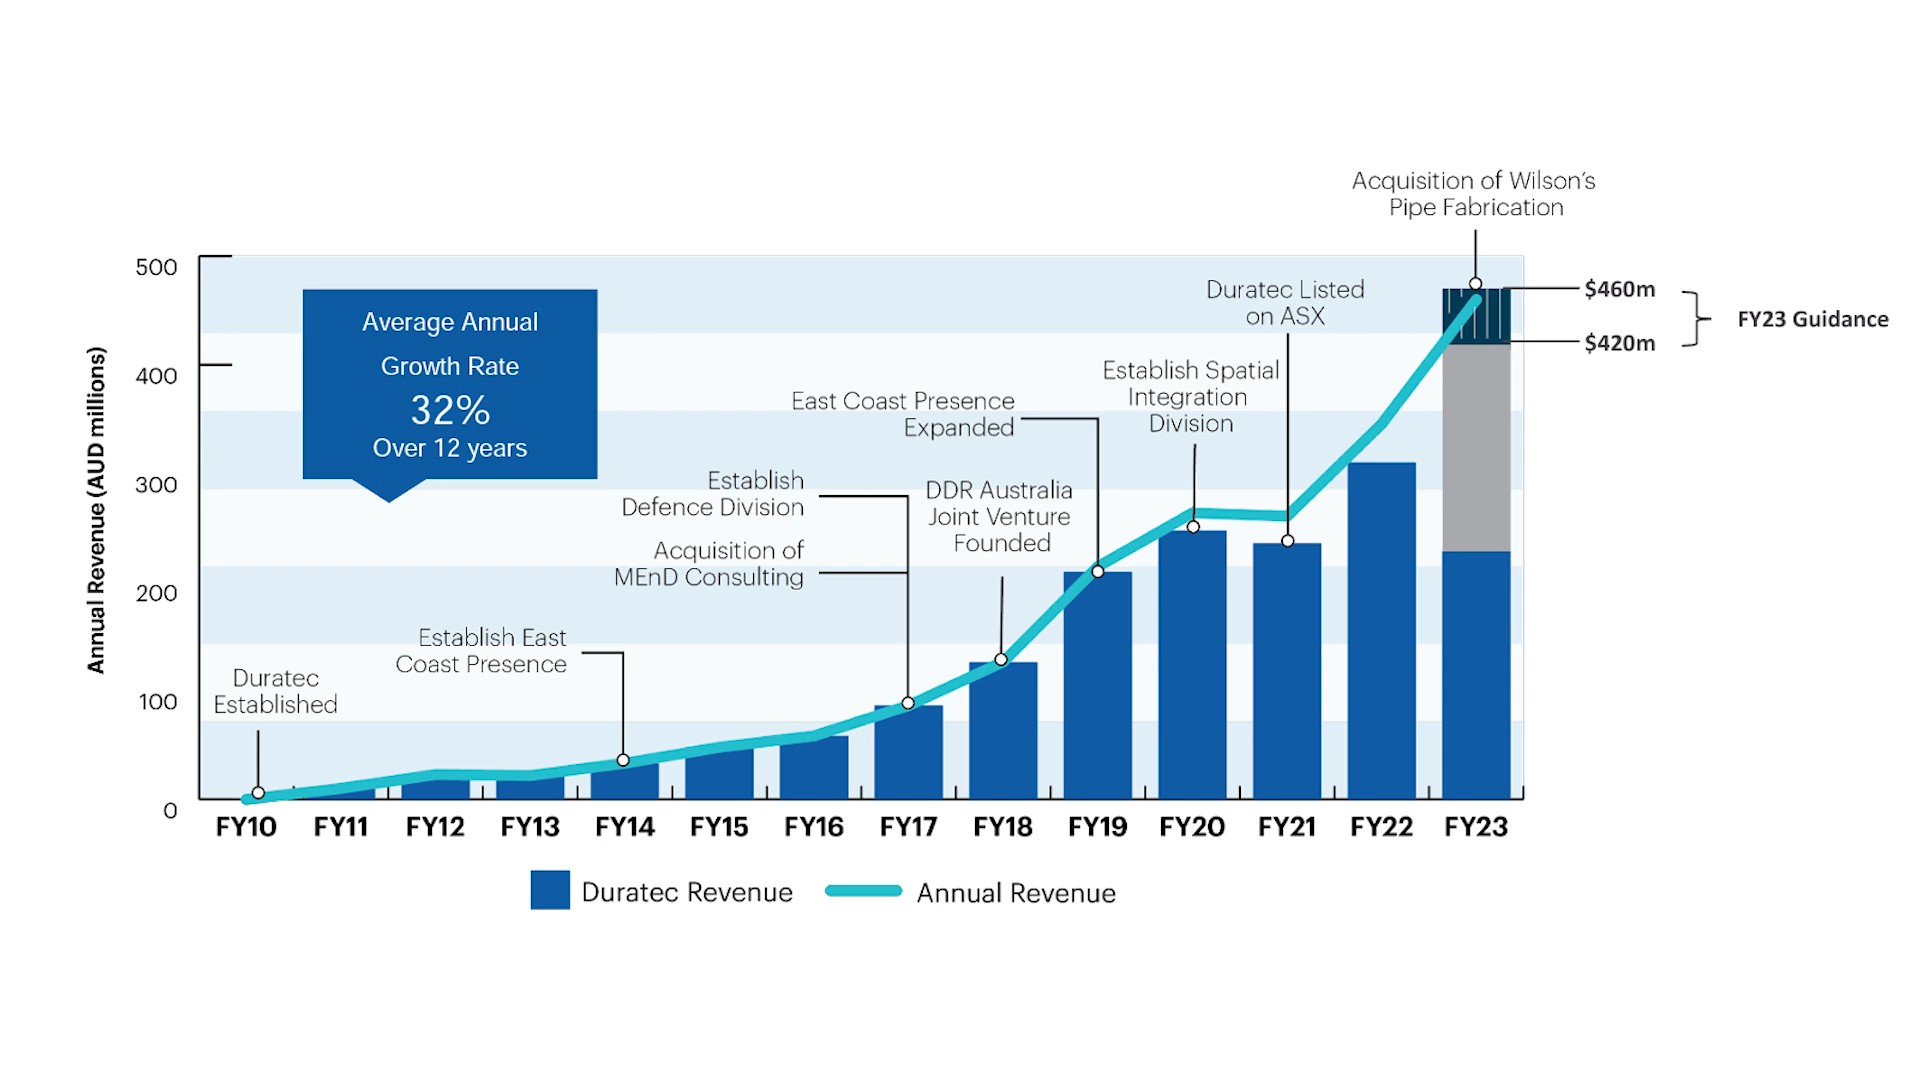 Acquisition of Wilson's
Pipe Fabrication
500
400
300
200
100
0
Annual Revenue (AUD millions)
Average Annual
Growth Rate
32%
Over 12 years
Duratec
Established
Establish East
Coast Presence
Establish
Defence Division
Acquisition of
MEnD Consulting
DDR Australia
Joint Venture
Founded
East Coast Presence
Expanded
Establish Spatial
Integration
Division
Duratec Listed
on ASX
$460m
$420m
FY23 Guidance
FY10 FY11 FY12 FY13 FY14 FY15 FY16 FY17 FY18 FY19 FY20 FY21 FY22 FY23
Duratec Revenue Annual Revenue